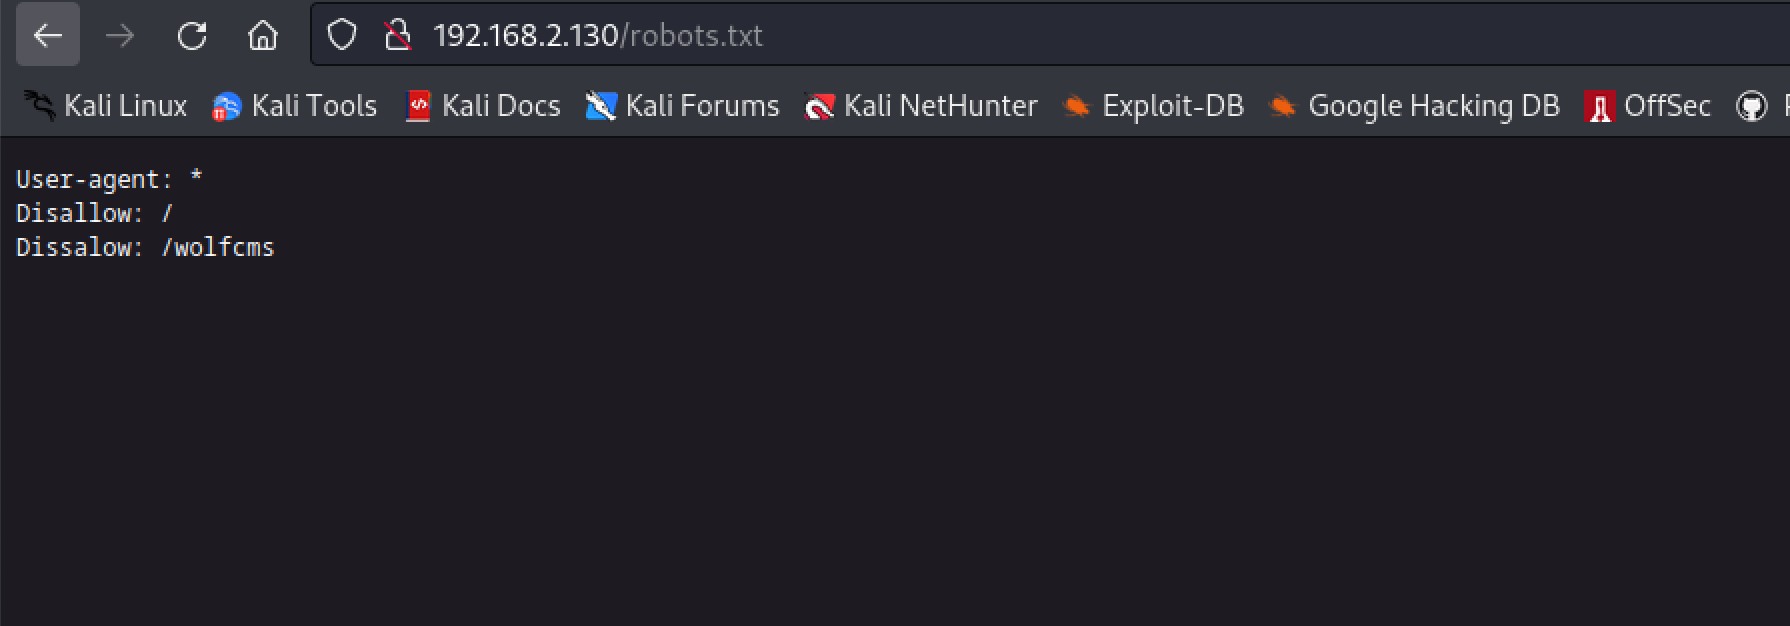 192.168.2.130/robots.txt
Kali Linux Kali Tools Kali Docs Kali Forums Kali NetHunter Exploit-DB Google Hacking DB OffSec
User-agent: *
Disallow: /
Dissalow: /wolfcms